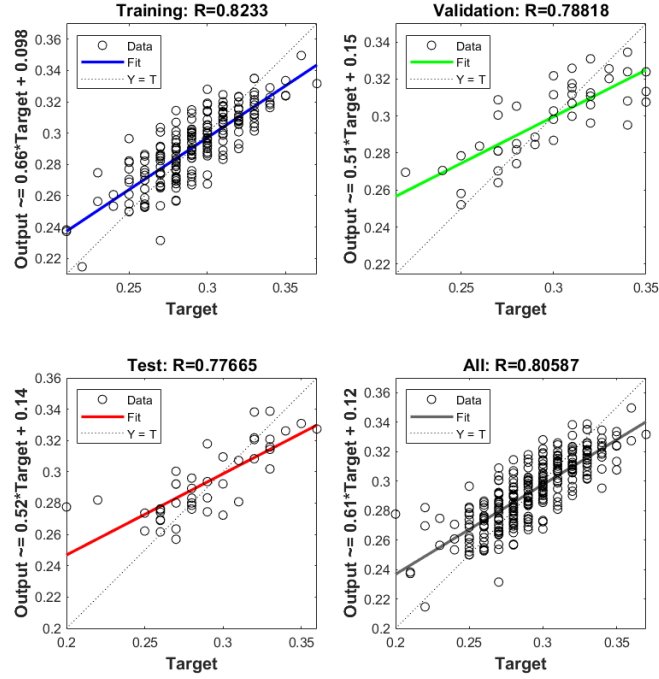 Training: R=0.8233
Output ~= 0.66*Target + 0.098
0.36
0.34
0.32
0.3
0.28
0.26
0.24
0.22
Data
Fit
Y = T
0.25
0.3
0.35
Target
Validation: R=0.78818
Output ~= 0.51*Target + 0.15
0.34
0.32
0.3
0.28
0.26
0.24
0.22
Data
Fit
Y = T
0.25
0.3
0.35
Target
Test: R=0.77665
Output ~= 0.52*Target + 0.14
0.36
0.34
0.32
0.3
0.28
0.26
0.24
0.22
0.2
Data
Fit
Y = T
0.2
0.25
0.3
0.35
Target
All: R=0.80587
Output ~= 0.61*Target + 0.12
0.36
0.34
0.32
0.3
0.28
0.26
0.24
0.22
0.2
Data
Fit
Y = T
0.2
0.25
0.3
0.35
Target